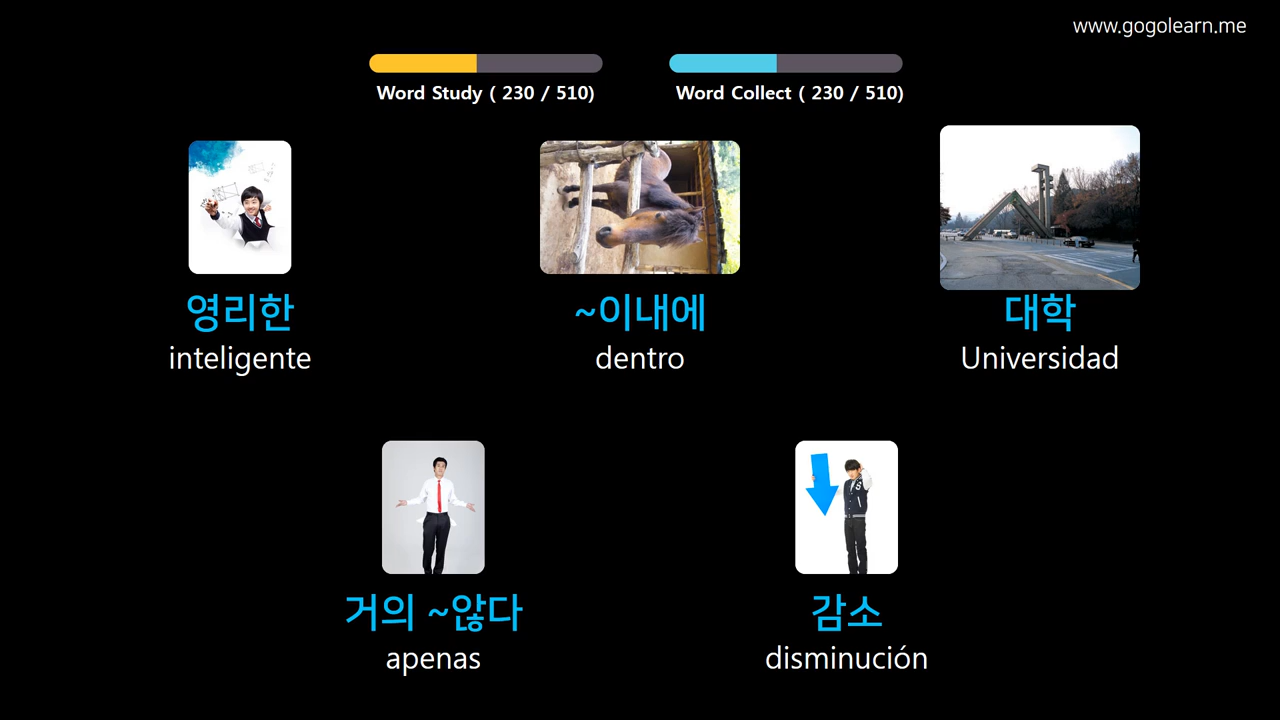 www.gogolearn.me
Word Study ( 230 / 510)
Word Collect ( 230 / 510)
영리한
inteligente
~이내에
dentro
대학
Universidad
거의 ~않다
apenas
감소
disminución